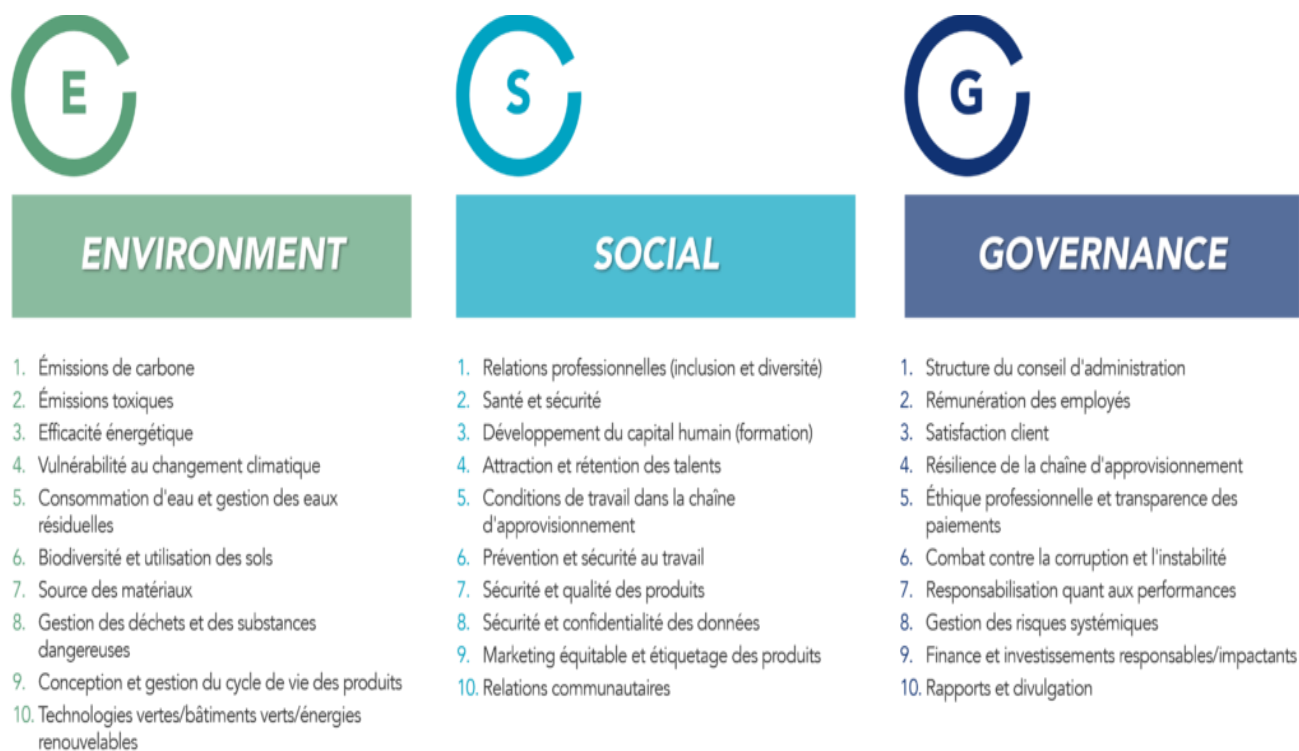 E
ENVIRONMENT
1. Émissions de carbone
2. Émissions toxiques
3. Efficacité énergétique
4. Vulnérabilité au changement climatique
5. Consommation d'eau et gestion des eaux
résiduelles
6. Biodiversité et utilisation des sols
7. Source des matériaux
8. Gestion des déchets et des substances
dangereuses
9. Conception et gestion du cycle de vie des produits
10. Technologies vertes/bâtiments verts/énergies
renouvelables
S
SOCIAL
1. Relations professionnelles (inclusion et diversité)
2. Santé et sécurité
3. Développement du capital humain (formation)
4. Attraction et rétention des talents
5. Conditions de travail dans la chaîne
d'approvisionnement
6. Prévention et sécurité au travail
7. Sécurité et qualité des produits
8. Sécurité et confidentialité des données
9. Marketing équitable et étiquetage des produits
10. Relations communautaires
G
GOVERNANCE
1. Structure du conseil d'administration
2. Rémunération des employés
3. Satisfaction client
4. Résilience de la chaîne d'approvisionnement
5. Éthique professionnelle et transparence des
paiements
6. Combat contre la corruption et l'instabilité
7. Responsabilisation quant aux performances
8. Gestion des risques systémiques
9. Finance et investissements responsables/impactants
10. Rapports et divulgation